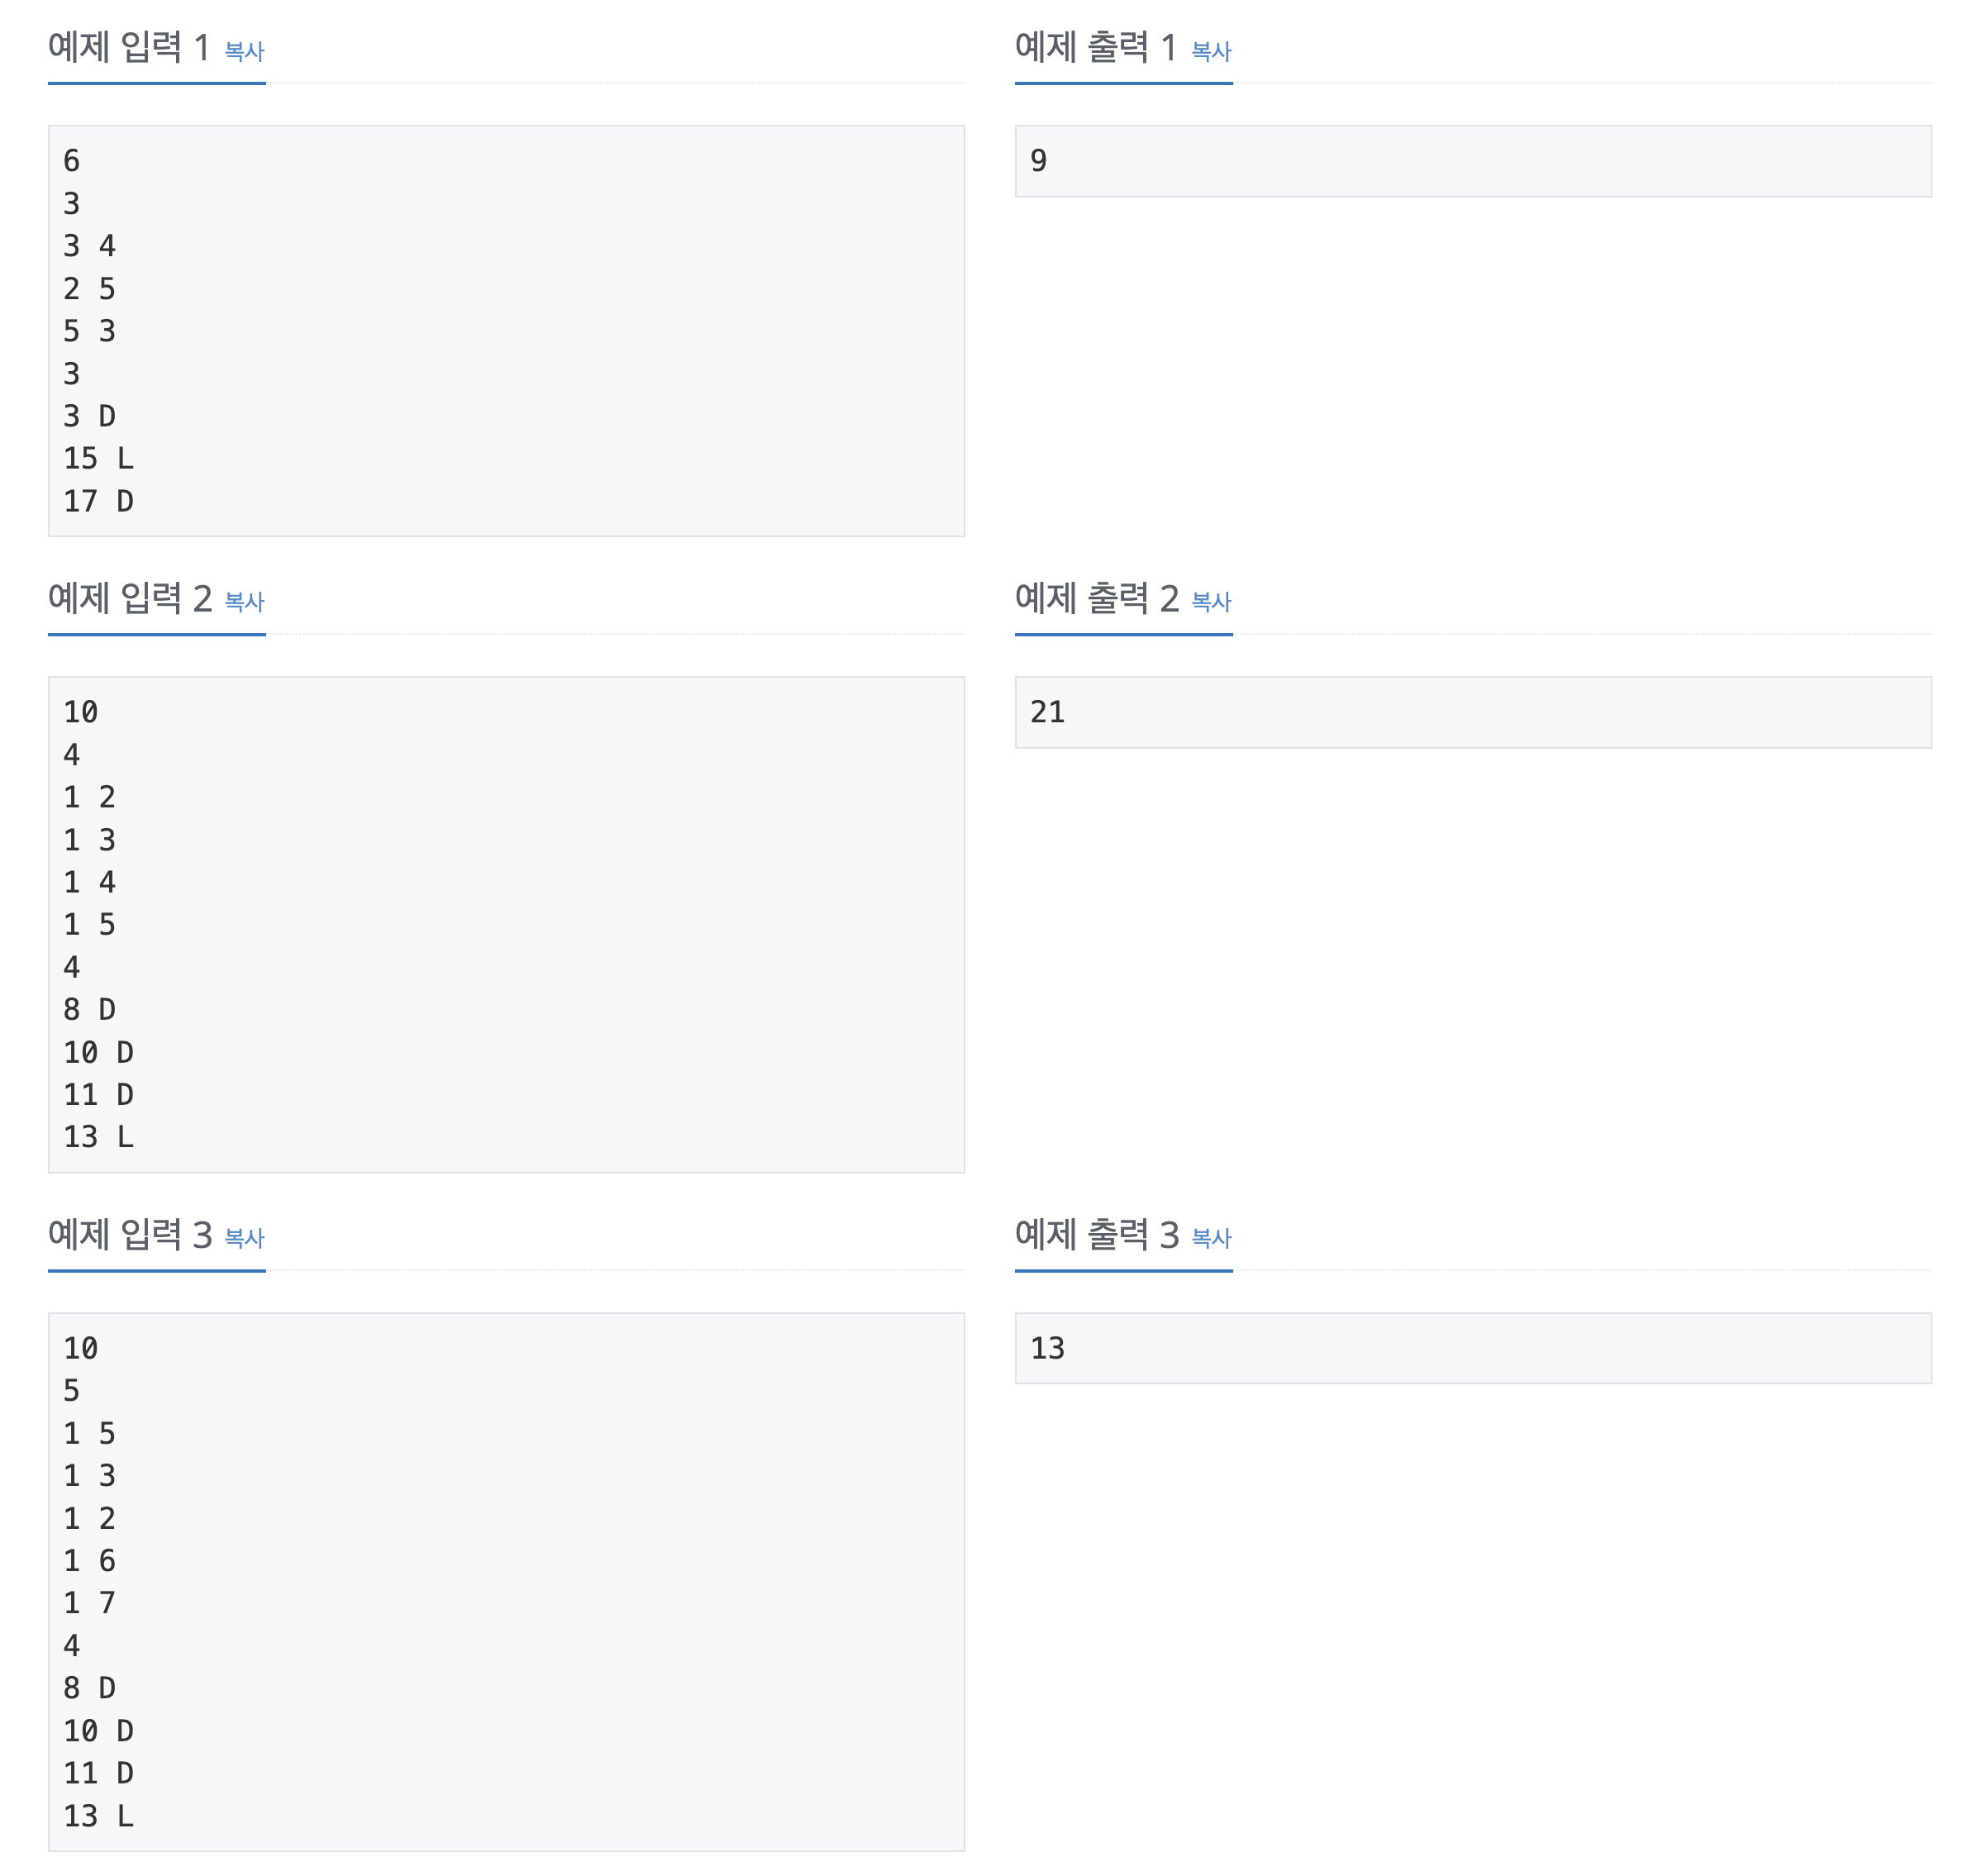 예제 입력 1 복사
6
3
3 4
2 5
5 3
3
3 D
15 L
17 D
예제 출력 1 복사
9
예제 입력 2 복사
10
4
1 2
1 3
1 4
1 5
4
8 D
10 D
11 D
13 L
예제 출력 2 복사
21
예제 입력 3 복사
10
5
1 5
1 3
1 2
1 6
1 7
4
8 D
10 D
11 D
13 L
예제 출력 3 복사
13